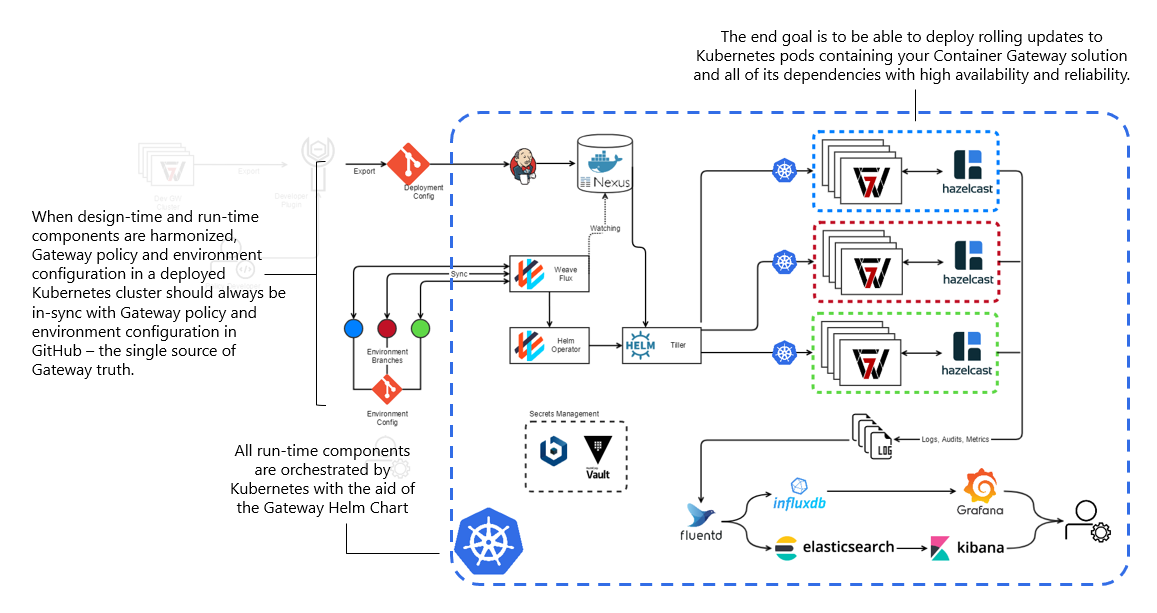 The end goal is to be able to deploy rolling updates to
Kubernetes pods containing your Container Gateway solution
and all of its dependencies with high availability and reliability.
Export
Export
Deployment
Config
Nexus
hazelcast
Dev GW
Cluster
Developer
Plugin
When design-time and run-time
components are harmonized,
Gateway policy and environment
configuration in a deployed
Kubernetes cluster should always be
in-sync with Gateway policy and
environment configuration in
GitHub – the single source of
Gateway truth.
Watching
Sync
Weave
Flux
hazelcast
Environment
Branches
Helm
Operator
HELM
Tiller
hazelcast
Environment
Config
Secrets Management
Vault
LOG
Logs, Audits, Metrics
All run-time components
are orchestrated by
Kubernetes with the aid of
the Gateway Helm Chart
influxdb
Grafana
fluentd
elasticsearch
kibana